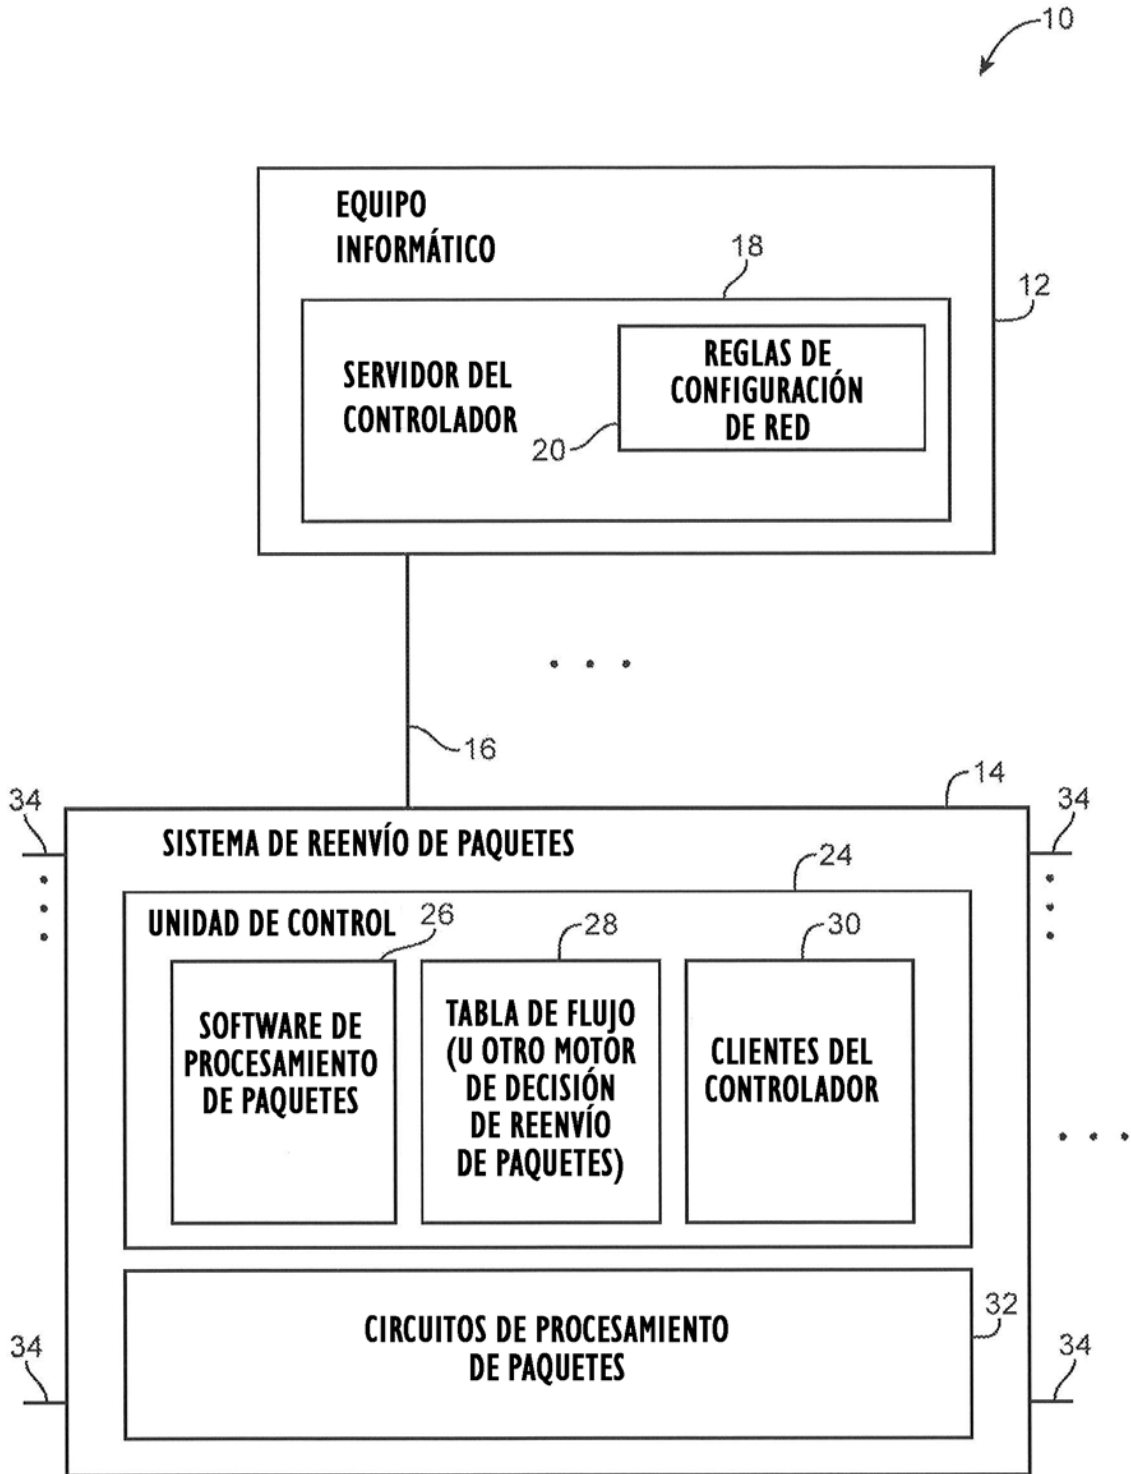 10
EQUIPO
INFORMÁTICO
18
12
SERVIDOR DEL
CONTROLADOR
REGLAS DE
CONFIGURACIÓN
DE RED
20
16
14
34
34
SISTEMA DE REENVÍO DE PAQUETES
24
UNIDAD DE CONTROL
26
28
30
SOFTWARE DE
PROCESAMIENTO
DE PAQUETES
TABLA DE FLUJO
(U OTRO MOTOR
DE DECISIÓN
DE REENVÍO
DE PAQUETES)
CLIENTES DEL
CONTROLADOR
32
CIRCUITOS DE PROCESAMIENTO
DE PAQUETES
34
34